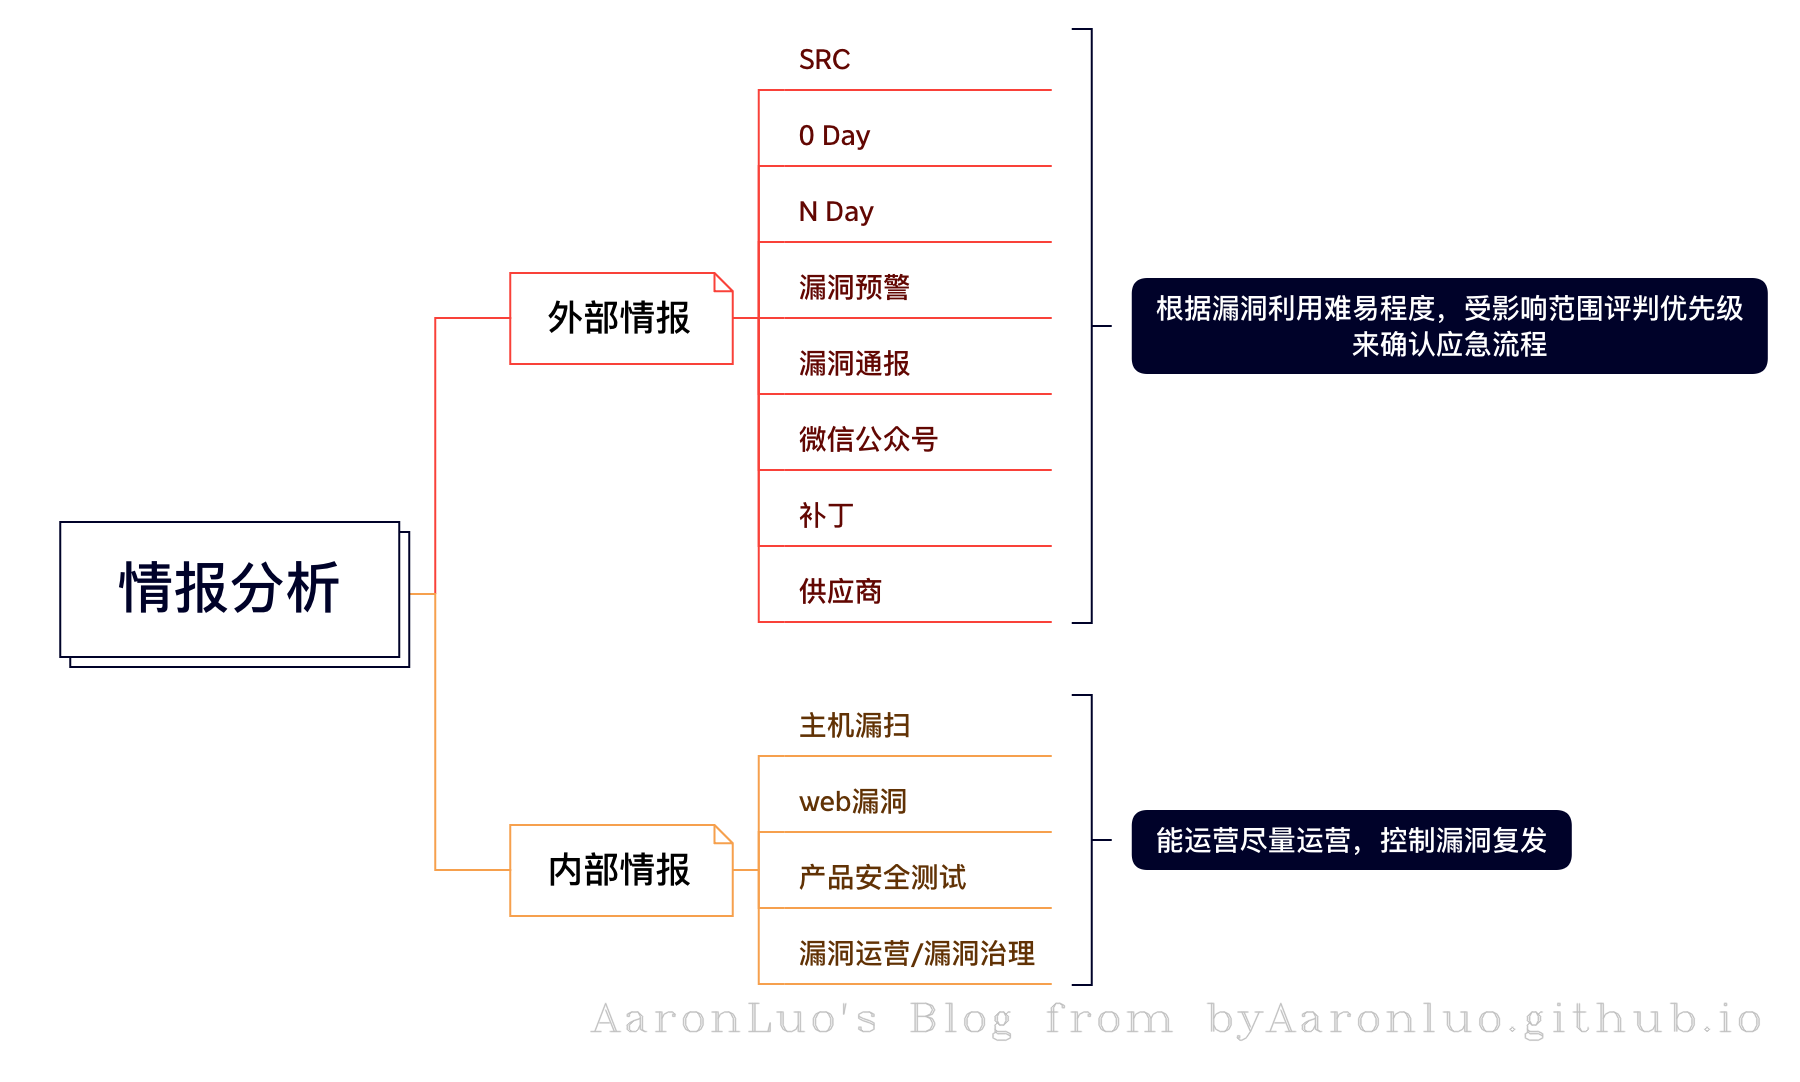 情报分析
外部情报
SRC
0 Day
N Day
漏洞预警
漏洞通报
微信公众号
补丁
供应商
根据漏洞利用难易程度，受影响范围评判优先级
来确认应急流程
内部情报
主机漏扫
web漏洞
产品安全测试
漏洞运营/漏洞治理
能运营尽量运营，控制漏洞复发
AaronLuo's Blog from byAaronluo.github.io